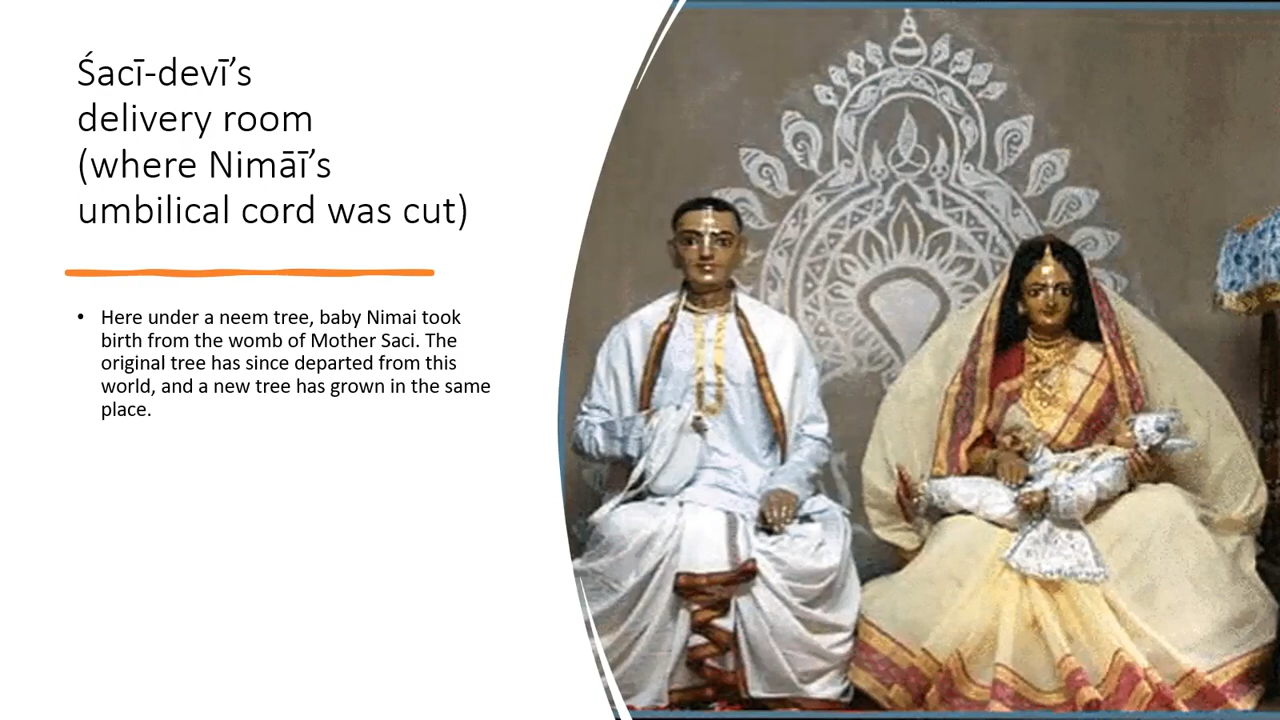 Śacī-devī’s
delivery room
(where Nimāī’s
umbilical cord was cut)
• Here under a neem tree, baby Nimai took
birth from the womb of Mother Saci. The
original tree has since departed from this
world, and a new tree has grown in the same
place.